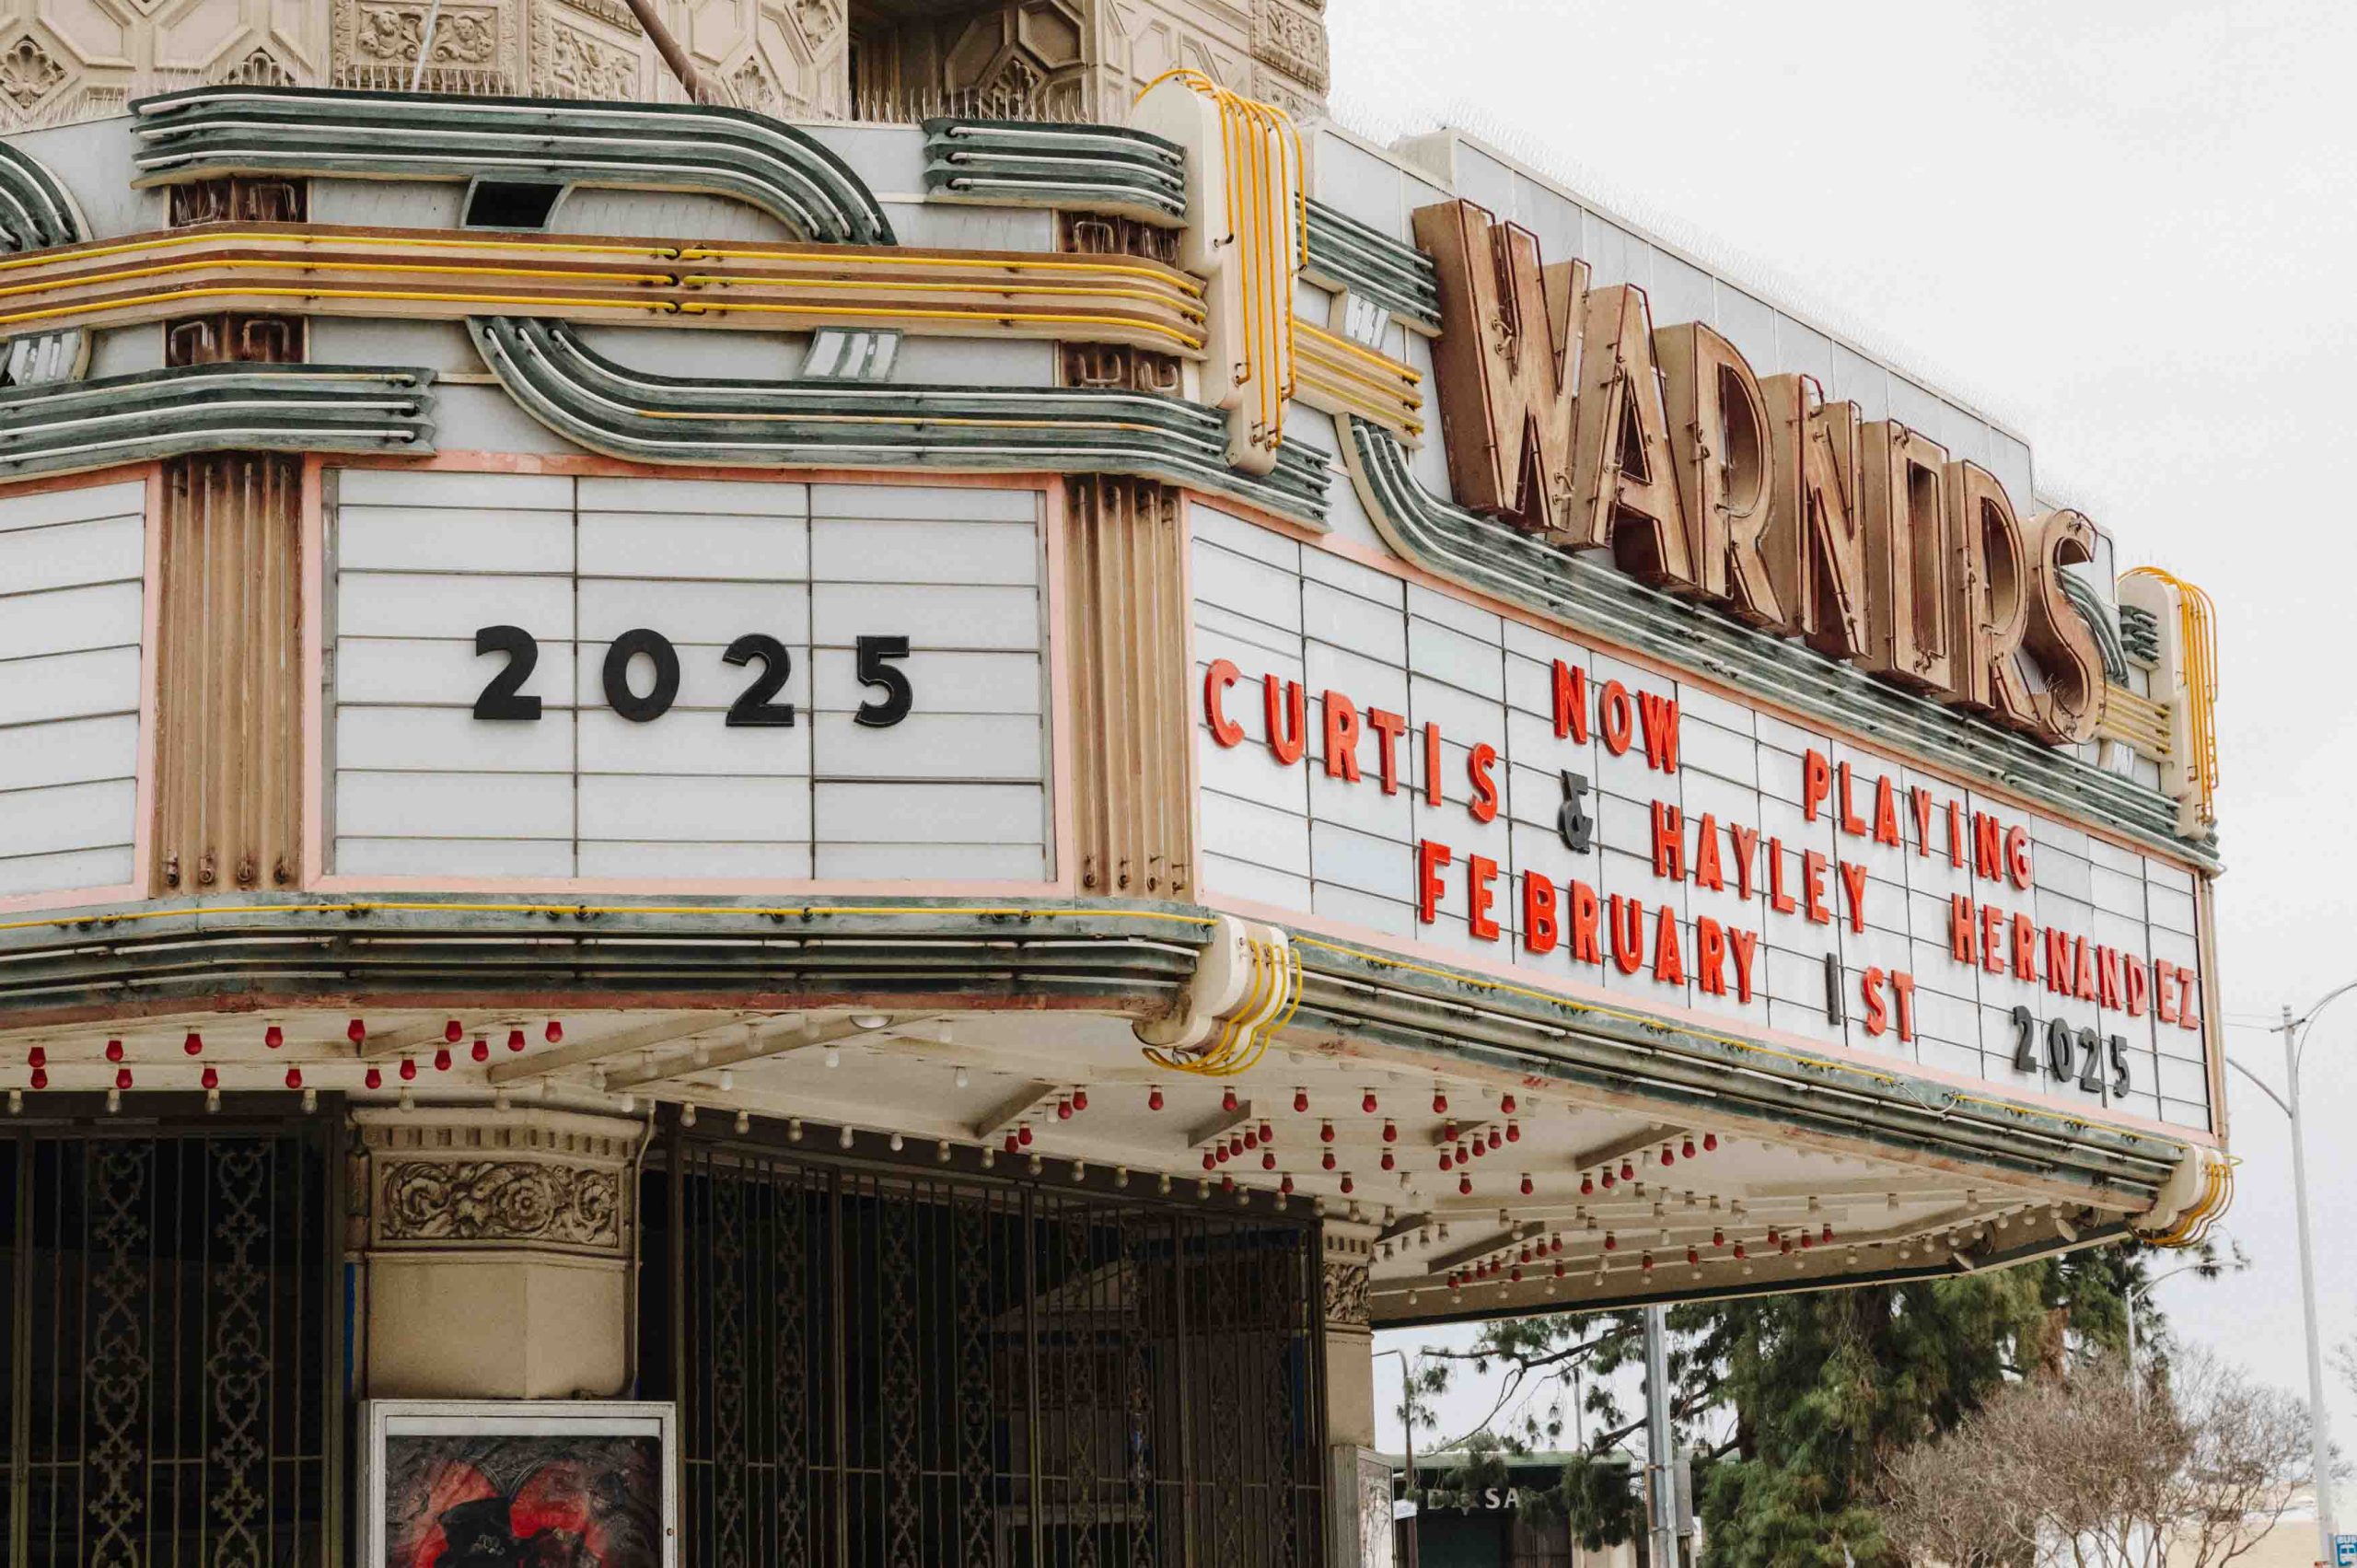 2025
WARNORS
NOW PLAYING
CURTIS & HAYLEY HERNANDEZ
FEBRUARY 1ST 2025